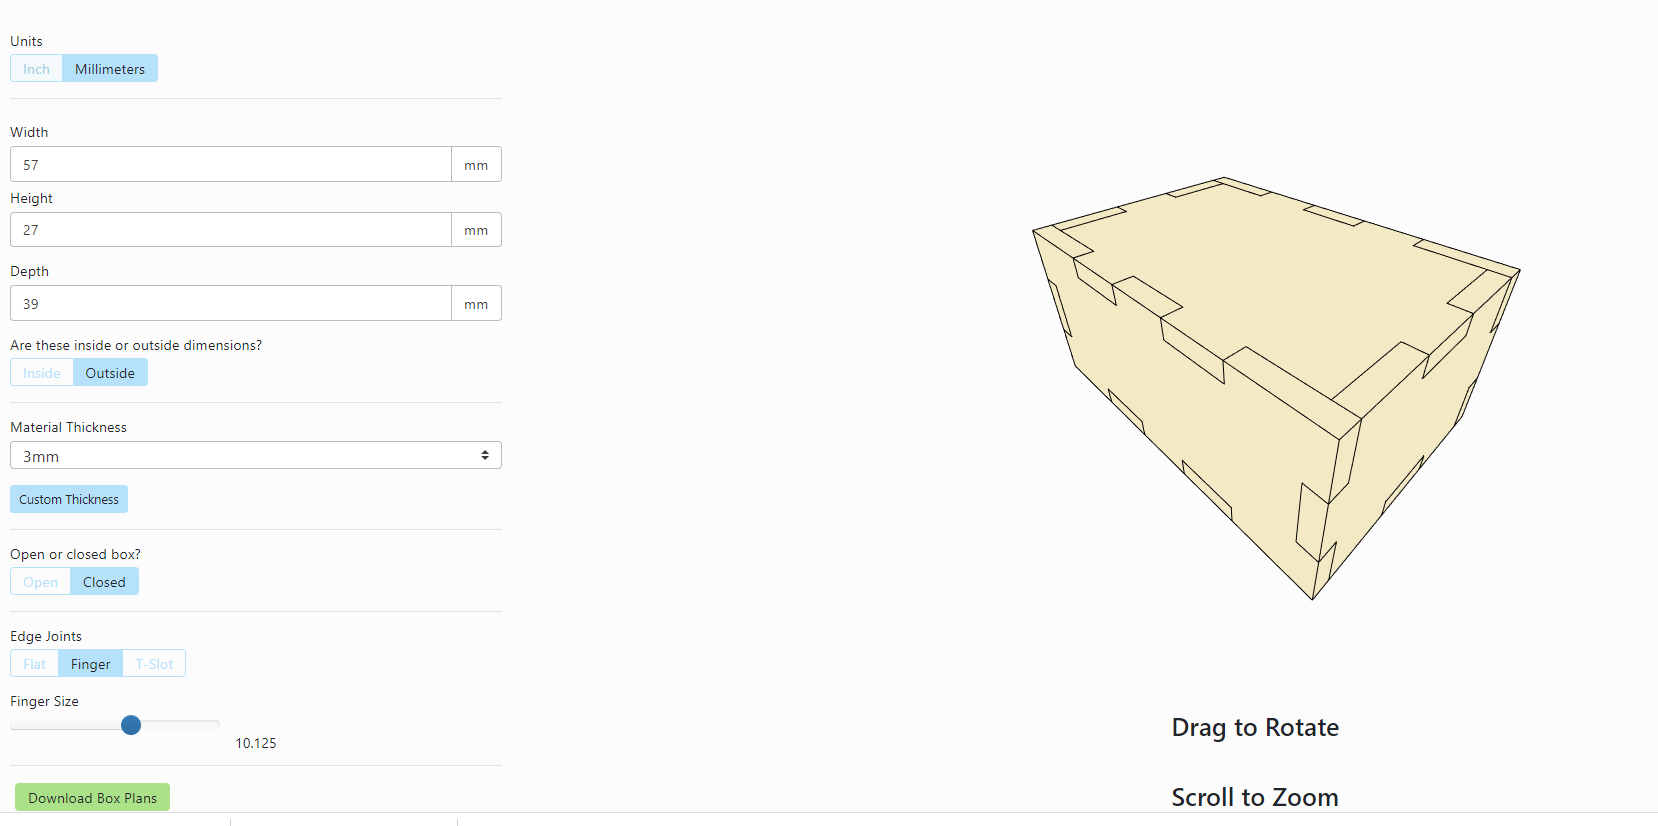 Units
Inch Millimeters
Width
57 mm
Height
27 mm
Depth
39 mm
Are these inside or outside dimensions?
Inside Outside
Material Thickness
3mm
Custom Thickness
Open or closed box?
Open Closed
Edge Joints
Flat Finger T-Slot
Finger Size
10.125
Download Box Plans
Drag to Rotate
Scroll to Zoom